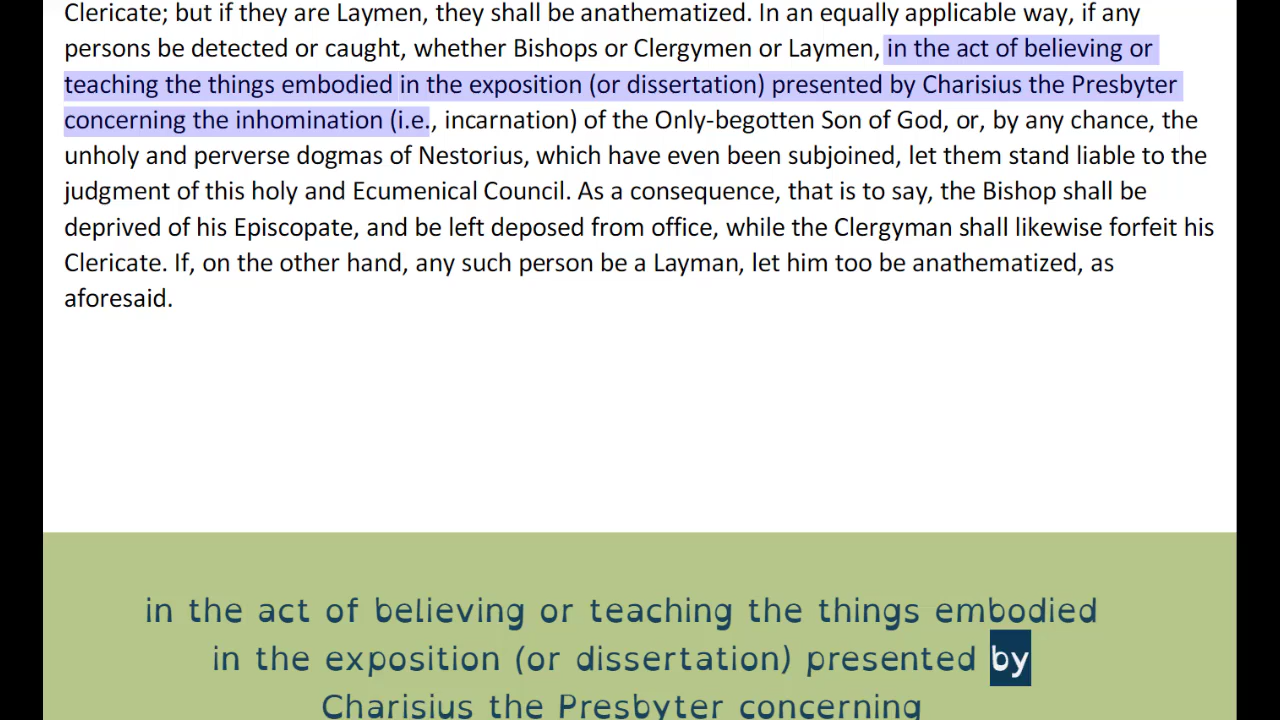 Clericate; but if they are Laymen, they shall be anathematized. In an equally applicable way, if any
persons be detected or caught, whether Bishops or Clergymen or Laymen, in the act of believing or
teaching the things embodied in the exposition (or dissertation) presented by Charisius the Presbyter
concerning the inhomination (i.e., incarnation) of the Only-begotten Son of God, or, by any chance, the
unholy and perverse dogmas of Nestorius, which have even been subjoined, let them stand liable to the
judgment of this holy and Ecumenical Council. As a consequence, that is to say, the Bishop shall be
deprived of his Episcopate, and be left deposed from office, while the Clergyman shall likewise forfeit his
Clericate. If, on the other hand, any such person be a Layman, let him too be anathematized, as
aforesaid.
in the act of believing or teaching the things embodied
in the exposition (or dissertation) presented by
Charisius the Presbyter concerning